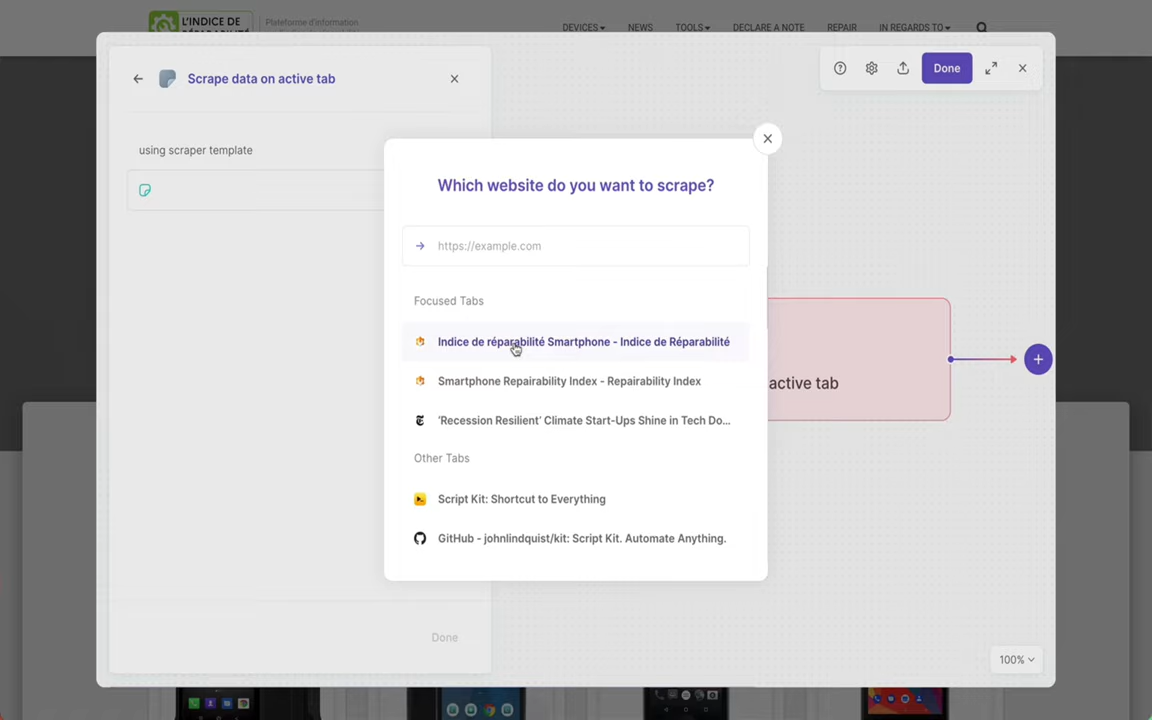 L'INDICE DE
RÉPARABILITÉ
Plateforme d'information
DEVICES
NEWS
TOOLS
DECLARE A NOTE
REPAIR
IN REGARDS TO
Scrape data on active tab
Done
using scraper template
Which website do you want to scrape?
https://example.com
Focused Tabs
Indice de réparabilité Smartphone - Indice de Réparabilité
Smartphone Repairability Index - Repairability Index
'Recession Resilient' Climate Start-Ups Shine in Tech Do...
Other Tabs
Script Kit: Shortcut to Everything
GitHub - johnlindquist/kit: Script Kit. Automate Anything.
active tab
Done
100%